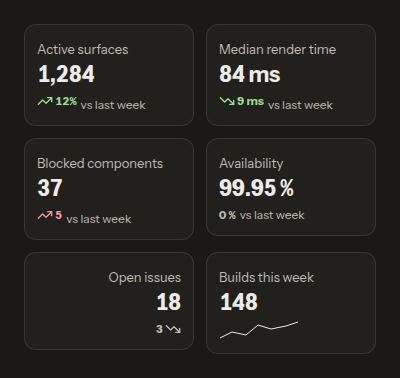 Active surfaces
1,284
12% vs last week
Median render time
84 ms
9 ms vs last week
Blocked components
37
5 vs last week
Availability
99.95 %
0 % vs last week
Open issues
18
3
Builds this week
148